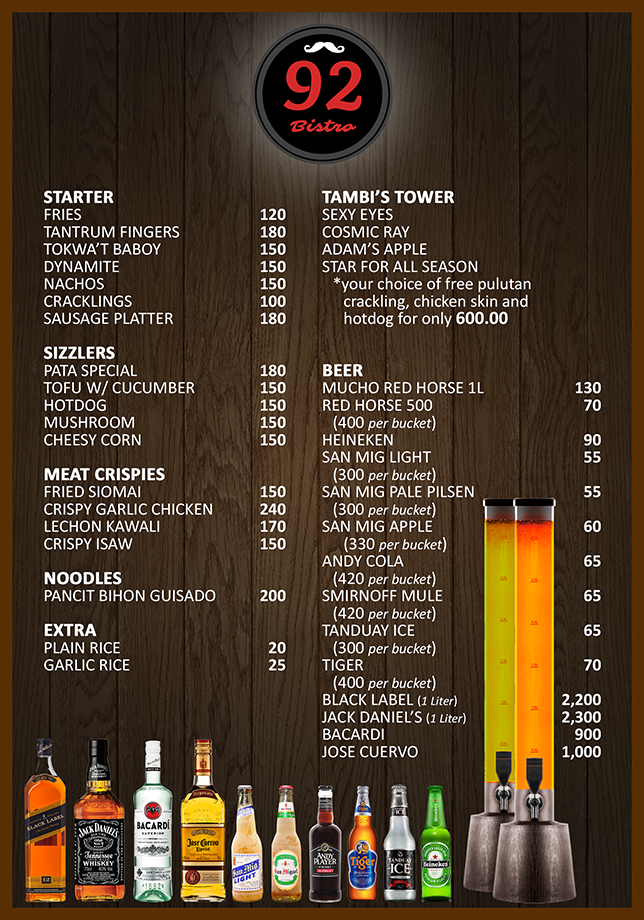 92
Bistro
STARTER
FRIES 120
TANTRUM FINGERS 180
TOKWA'T BABOY 150
DYNAMITE 150
NACHOS 150
CRACKLINGS 100
SAUSAGE PLATTER 180
SIZZLERS
PATA SPECIAL 180
TOFU W/ CUCUMBER 150
HOTDOG 150
MUSHROOM 150
CHEESY CORN 150
MEAT CRISPIES
FRIED SIOMAI 150
CRISPY GARLIC CHICKEN 240
LECHON KAWALI 170
CRISPY ISAW 150
NOODLES
PANCIT BIHON GUISADO 200
EXTRA
PLAIN RICE 20
GARLIC RICE 25
TAMBI'S TOWER
SEXY EYES
COSMIC RAY
ADAM'S APPLE
STAR FOR ALL SEASON
*your choice of free pulutan
crackling, chicken skin and
hotdog for only 600.00
BEER
MUCHO RED HORSE 1L 130
RED HORSE 500 70
(400 per bucket)
HEINEKEN 90
SAN MIG LIGHT 55
(300 per bucket)
SAN MIG PALE PILSEN 55
(300 per bucket)
SAN MIG APPLE 60
(330 per bucket)
ANDY COLA 65
(420 per bucket)
SMIRNOFF MULE 65
(420 per bucket)
TANDUAY ICE 65
(300 per bucket)
TIGER 70
(400 per bucket)
BLACK LABEL (1 Liter) 2,200
JACK DANIEL'S (1 Liter) 2,300
BACARDI 900
JOSE CUERVO 1,000
BLACK LABEL
JACK DANIEL'S
Tennessee
WHISKEY
BACARDÍ
SUPERIOR
1862
Jose Cuervo
Especial
San Mig
LIGHT
San Miguel
ANDY
PLAYER
Tiger
TANDUAY
ICE
Heineken